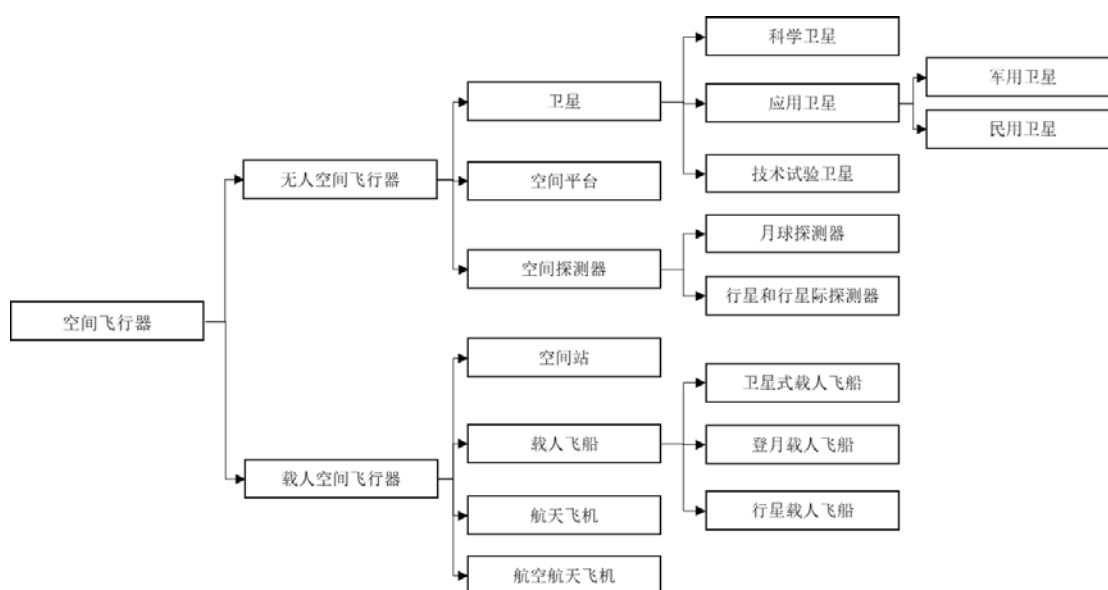 科学卫星
军用卫星
卫星
应用卫星
民用卫星
无人空间飞行器
空间平台
技术试验卫星
月球探测器
空间探测器
行星和行星际探测器
空间飞行器
空间站
卫星式载人飞船
载人飞船
登月载人飞船
载人空间飞行器
航天飞机
行星载人飞船
航空航天飞机